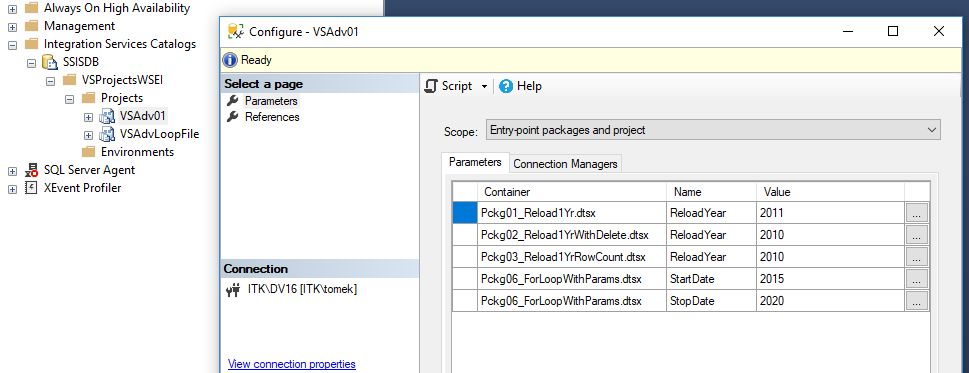 Always On High Availability
Management
Integration Services Catalogs
SSISDB
VSProjectsWSEI
Projects
VSAdv01
VSAdvLoopFile
Environments
SQL Server Agent
XEvent Profiler
Configure - VSAdv01
Ready
Select a page
Parameters
References
Connection
ITK\DV16 [ITK\tomek]
View connection properties
Script Help
Scope: Entry-point packages and project
Parameters Connection Managers
Container Name Value
Pckg01_Reload1Yr.dtsx ReloadYear 2011 ...
Pckg02_Reload1YrWithDelete.dtsx ReloadYear 2010 ...
Pckg03_Reload1YrRowCount.dtsx ReloadYear 2010 ...
Pckg06_ForLoopWithParams.dtsx StartDate 2015 ...
Pckg06_ForLoopWithParams.dtsx StopDate 2020 ...